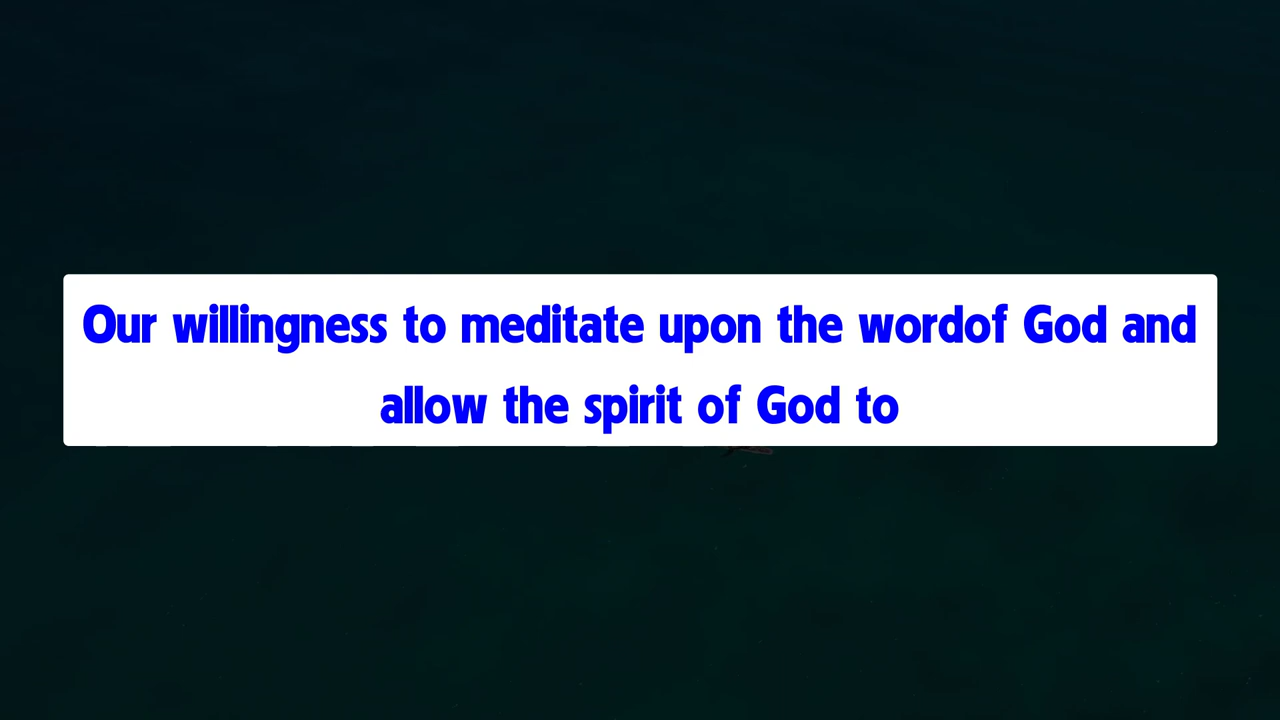 Our willingness to meditate upon the wordof God and
allow the spirit of God to